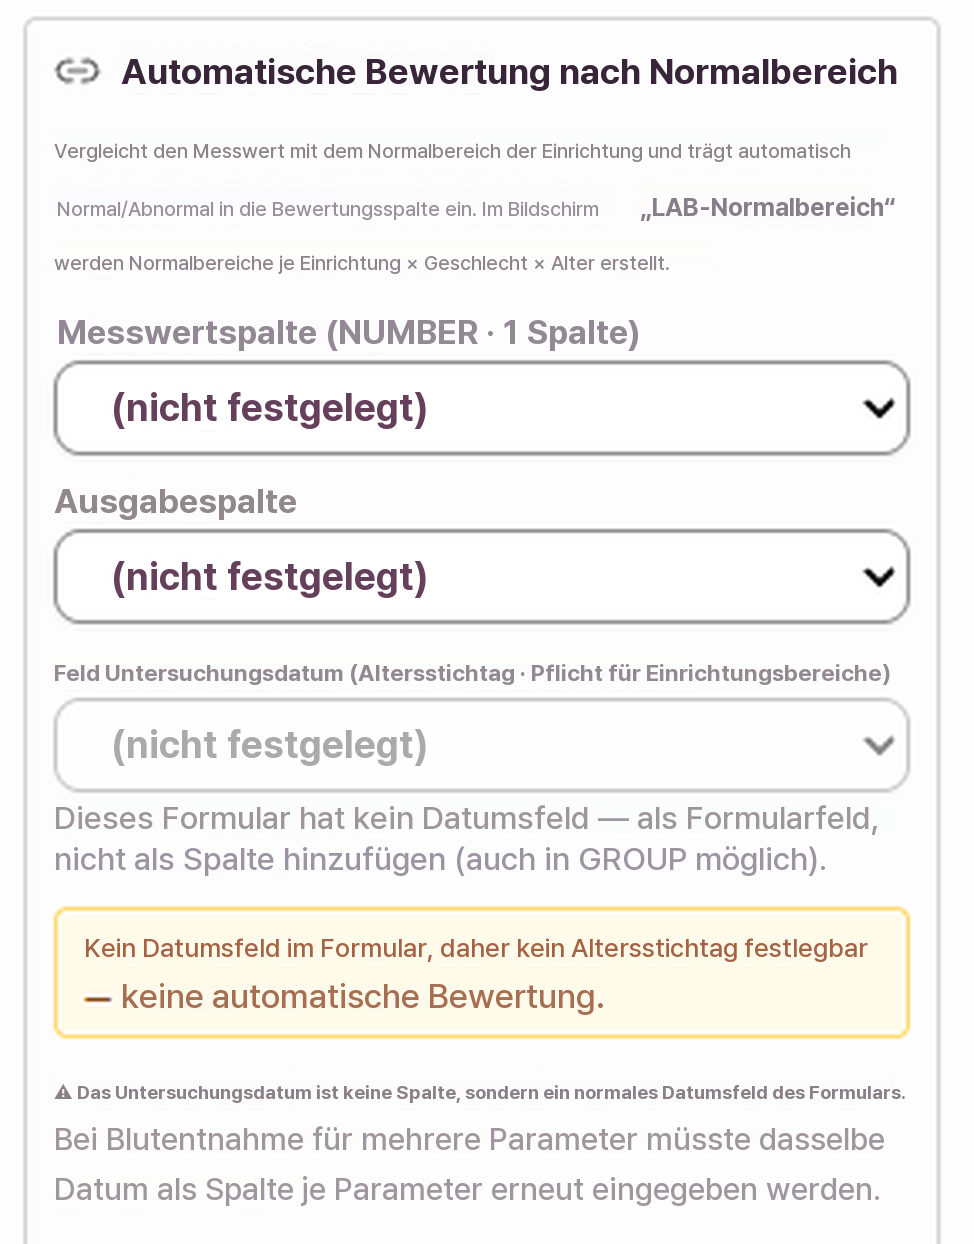 Automatische Bewertung nach Normalbereich
Vergleicht den Messwert mit dem Normalbereich der Einrichtung und trägt automatisch
Normal/Abnormal in die Bewertungsspalte ein. Im Bildschirm „LAB-Normalbereich“
werden Normalbereiche je Einrichtung × Geschlecht × Alter erstellt.
Messwertspalte (NUMBER · 1 Spalte)
(nicht festgelegt)
Ausgabespalte
(nicht festgelegt)
Feld Untersuchungsdatum (Altersstichtag · Pflicht für Einrichtungsbereiche)
(nicht festgelegt)
Dieses Formular hat kein Datumsfeld — als Formularfeld,
nicht als Spalte hinzufügen (auch in GROUP möglich).
Kein Datumsfeld im Formular, daher kein Altersstichtag festlegbar
— keine automatische Bewertung.
⚠ Das Untersuchungsdatum ist keine Spalte, sondern ein normales Datumsfeld des Formulars.
Bei Blutentnahme für mehrere Parameter müsste dasselbe
Datum als Spalte je Parameter erneut eingegeben werden.